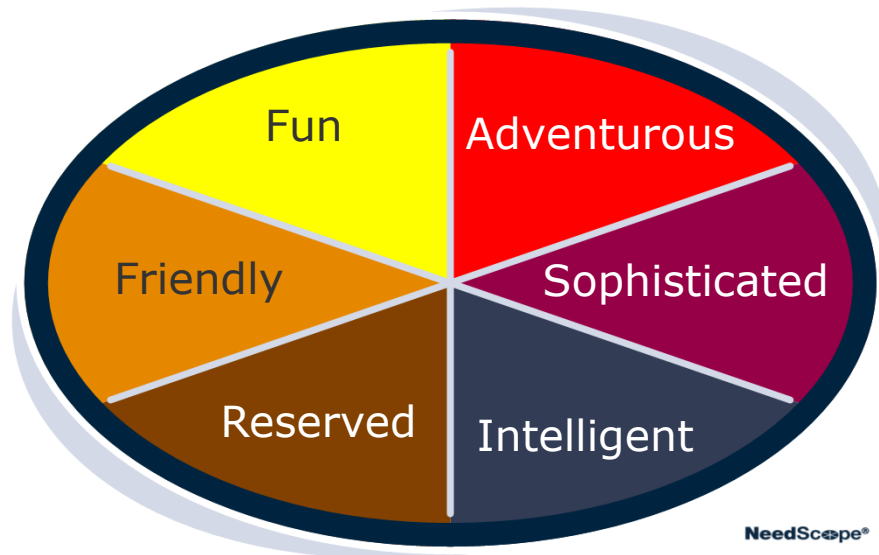 Fun
Adventurous
Friendly
Sophisticated
Reserved
Intelligent
NeedScope®